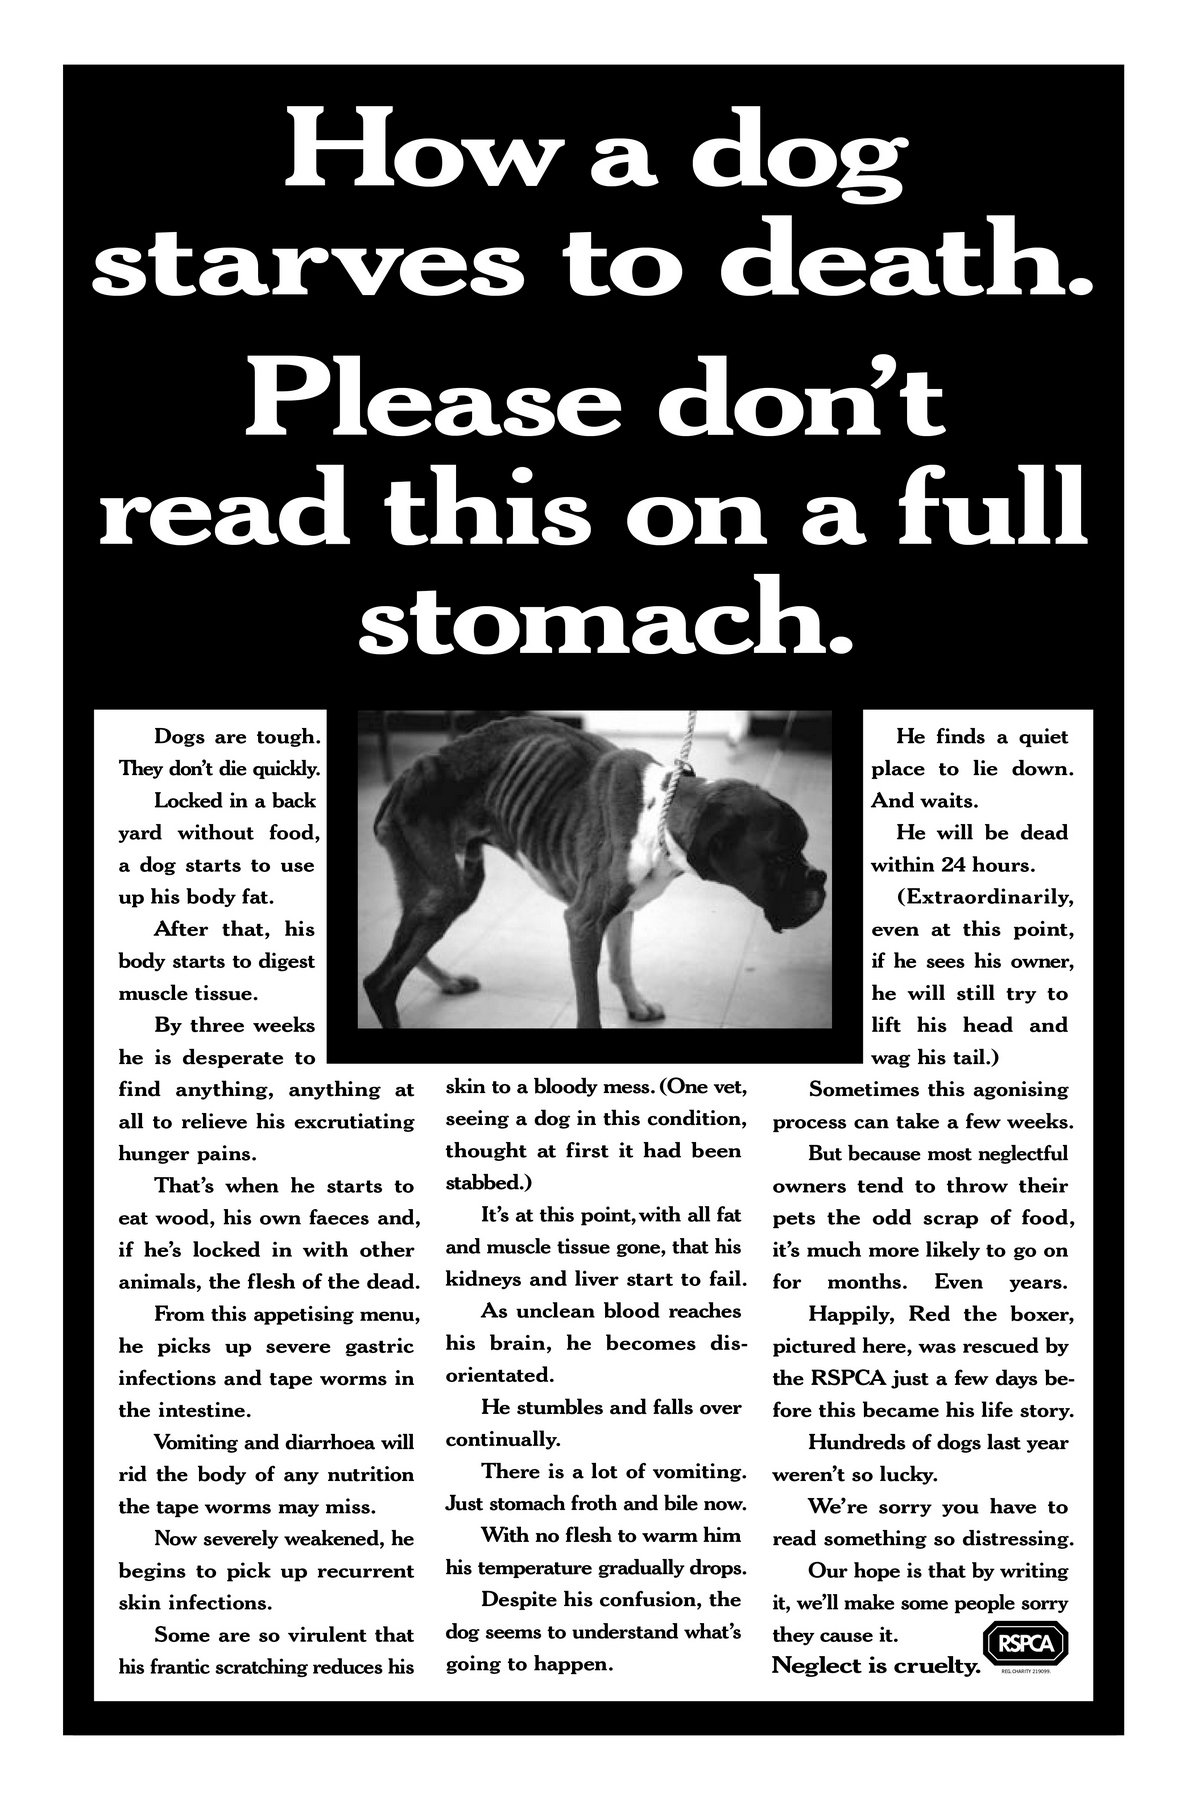 How a dog
starves to death.
Please don’t
read this on a full
stomach.
Dogs are tough.
They don’t die quickly.
Locked in a back
yard without food,
a dog starts to use
up his body fat.
After that, his
body starts to digest
muscle tissue.
By three weeks
he is desperate to
find anything, anything at
all to relieve his excrutiating
hunger pains.
That’s when he starts to
eat wood, his own faeces and,
if he’s locked in with other
animals, the flesh of the dead.
From this appetising menu,
he picks up severe gastric
infections and tape worms in
the intestine.
Vomiting and diarrhoea will
rid the body of any nutrition
the tape worms may miss.
Now severely weakened, he
begins to pick up recurrent
skin infections.
Some are so virulent that
his frantic scratching reduces his
skin to a bloody mess. (One vet,
seeing a dog in this condition,
thought at first it had been
stabbed.)
It’s at this point, with all fat
and muscle tissue gone, that his
kidneys and liver start to fail.
As unclean blood reaches
his brain, he becomes dis-
orientated.
He stumbles and falls over
continually.
There is a lot of vomiting.
Just stomach froth and bile now.
With no flesh to warm him
his temperature gradually drops.
Despite his confusion, the
dog seems to understand what’s
going to happen.
He finds a quiet
place to lie down.
And waits.
He will be dead
within 24 hours.
(Extraordinarily,
even at this point,
if he sees his owner,
he will still try to
lift his head and
wag his tail.)
Sometimes this agonising
process can take a few weeks.
But because most neglectful
owners tend to throw their
pets the odd scrap of food,
it’s much more likely to go on
for months. Even years.
Happily, Red the boxer,
pictured here, was rescued by
the RSPCA just a few days be-
fore this became his life story.
Hundreds of dogs last year
weren’t so lucky.
We’re sorry you have to
read something so distressing.
Our hope is that by writing
it, we’ll make some people sorry
they cause it.
Neglect is cruelty.
RSPCA
REG. CHARITY 219099.